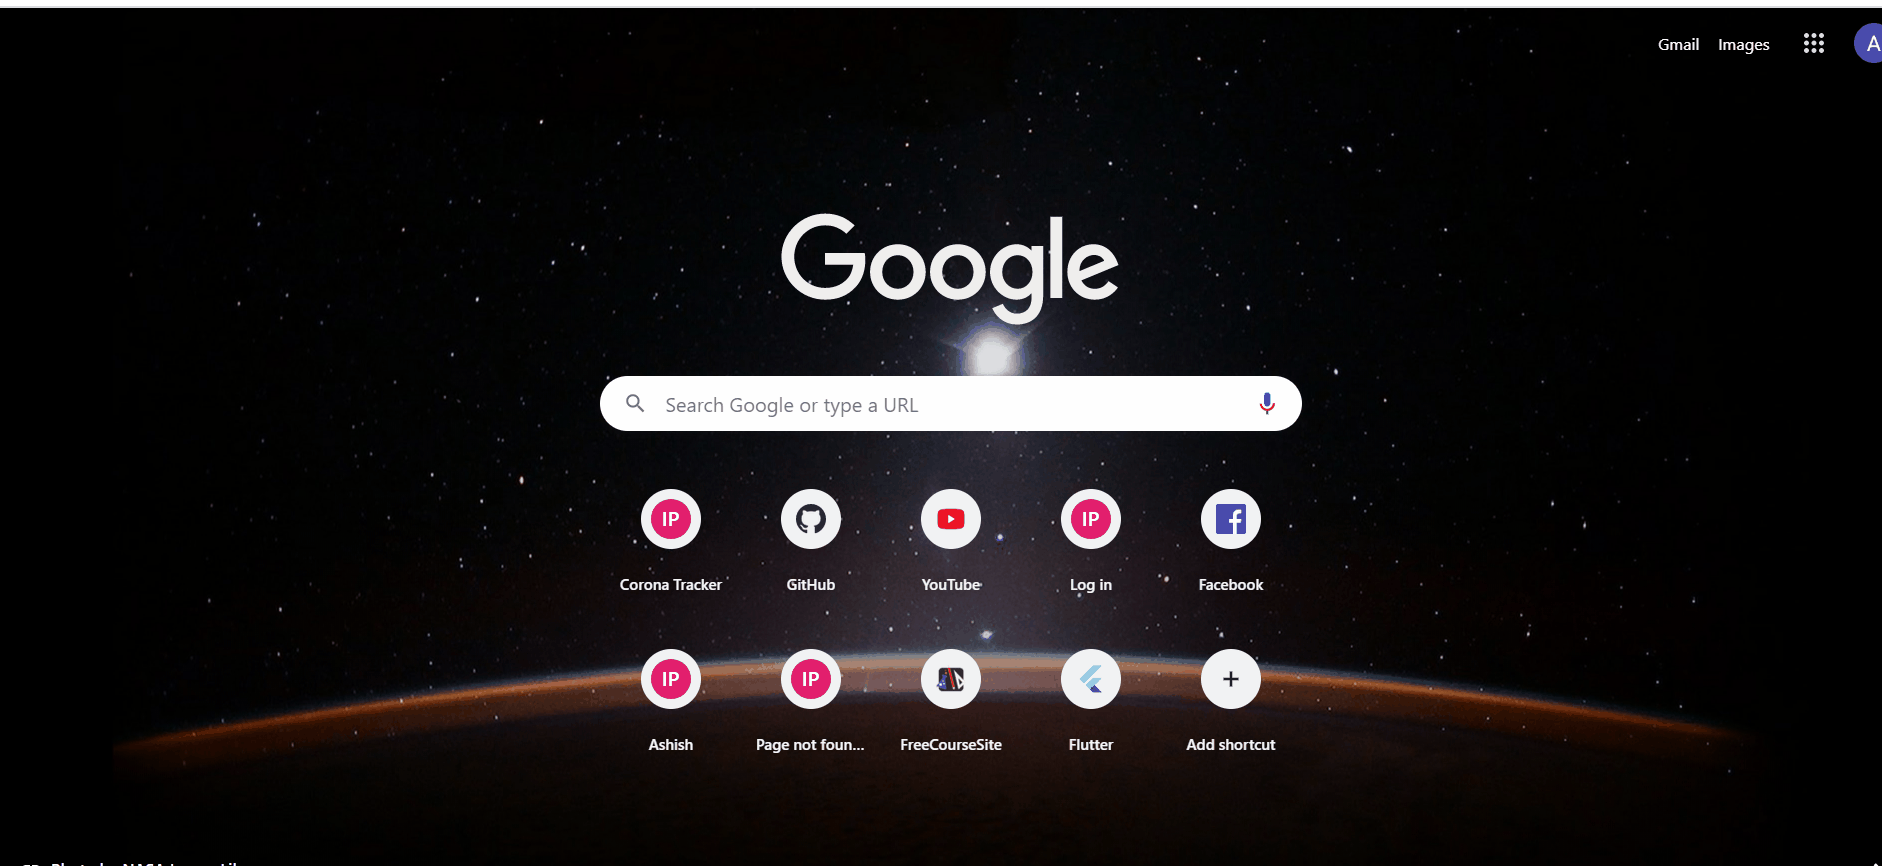 Gmail Images
A
Google
Search Google or type a URL
IP
IP
Corona Tracker GitHub YouTube Log in Facebook
IP
IP
Ashish Page not foun... FreeCourseSite Flutter Add shortcut